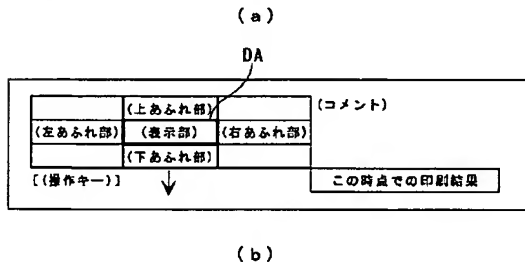 (a)
DA
(上あふれ部)
(コメント)
(左あふれ部)
(表示部)
(右あふれ部)
(下あふれ部)
[(操作キー)]
この時点での印刷結果
(b)